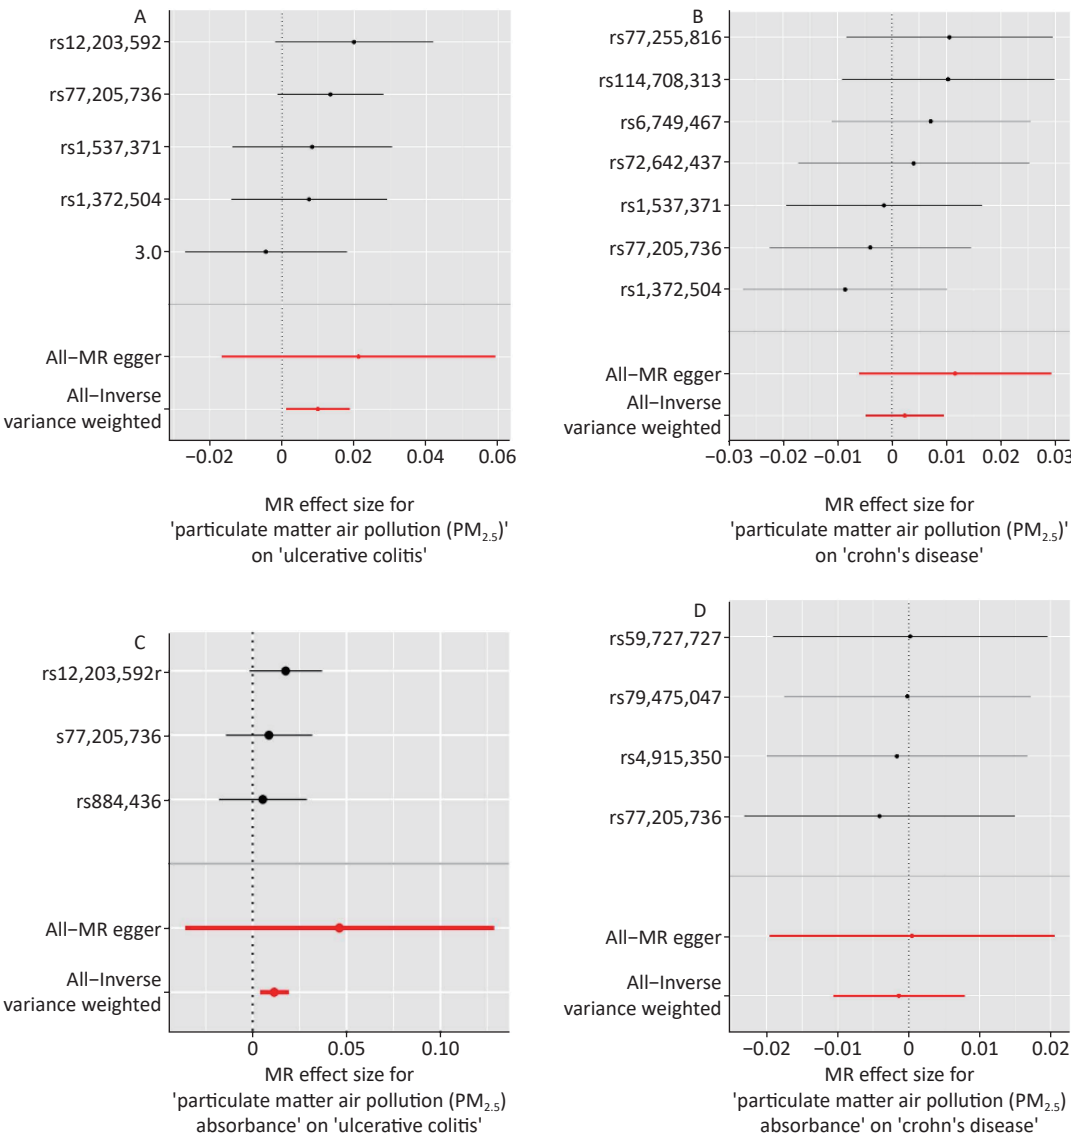 A
rs12,203,592
rs77,205,736
rs1,537,371
rs1,372,504
3.0
All−MR egger
All−Inverse
variance weighted
−0.02 0 0.02 0.04 0.06
MR effect size for
'particulate matter air pollution (PM2.5)'
on 'ulcerative colitis'
B
rs77,255,816
rs114,708,313
rs6,749,467
rs72,642,437
rs1,537,371
rs77,205,736
rs1,372,504
All−MR egger
All−Inverse
variance weighted
−0.03 −0.02 −0.01 0 0.01 0.02 0.03
MR effect size for
'particulate matter air pollution (PM2.5)'
on 'crohn's disease'
C
rs12,203,592r
s77,205,736
rs884,436
All−MR egger
All−Inverse
variance weighted
0 0.05 0.10
MR effect size for
'particulate matter air pollution (PM2.5)
absorbance' on 'ulcerative colitis'
D
rs59,727,727
rs79,475,047
rs4,915,350
rs77,205,736
All−MR egger
All−Inverse
variance weighted
−0.02 −0.01 0 0.01 0.02
MR effect size for
'particulate matter air pollution (PM2.5)
absorbance' on 'crohn's disease'